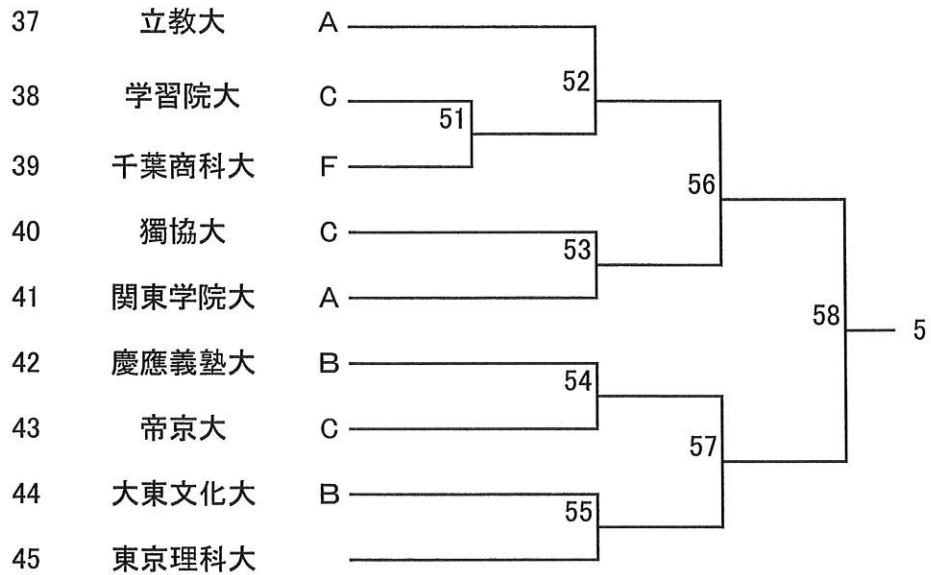 37 立教大 A
52
38 学習院大 C
51
39 千葉商科大 F
56
40 獨協大 C
53
41 関東学院大 A
58 5
42 慶應義塾大 B
54
43 帝京大 C
57
44 大東文化大 B
55
45 東京理科大